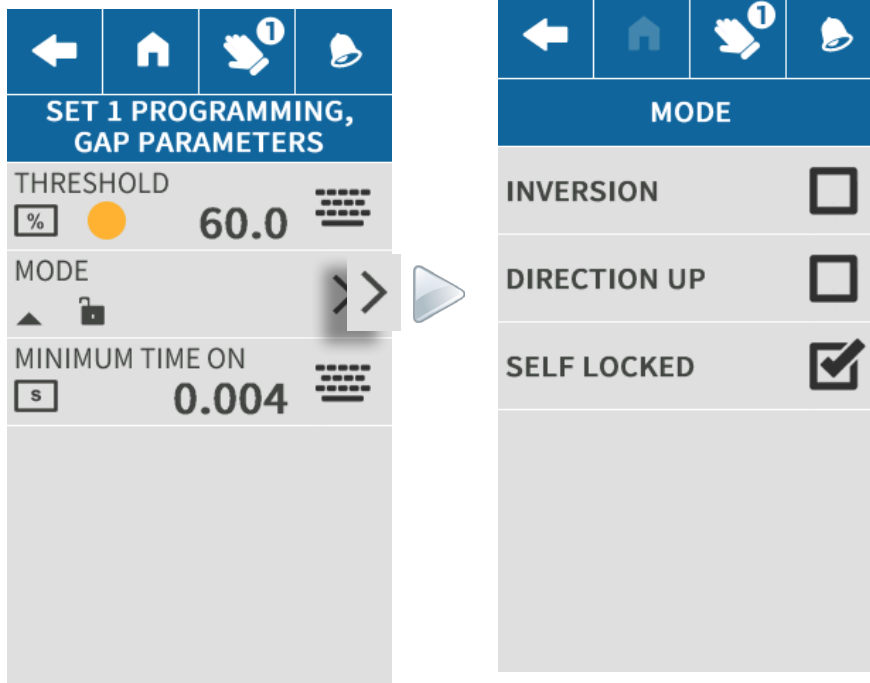 1
SET 1 PROGRAMMING,
GAP PARAMETERS
THRESHOLD
% 60.0
MODE
MINIMUM TIME ON
s 0.004
1
MODE
INVERSION
DIRECTION UP
SELF LOCKED